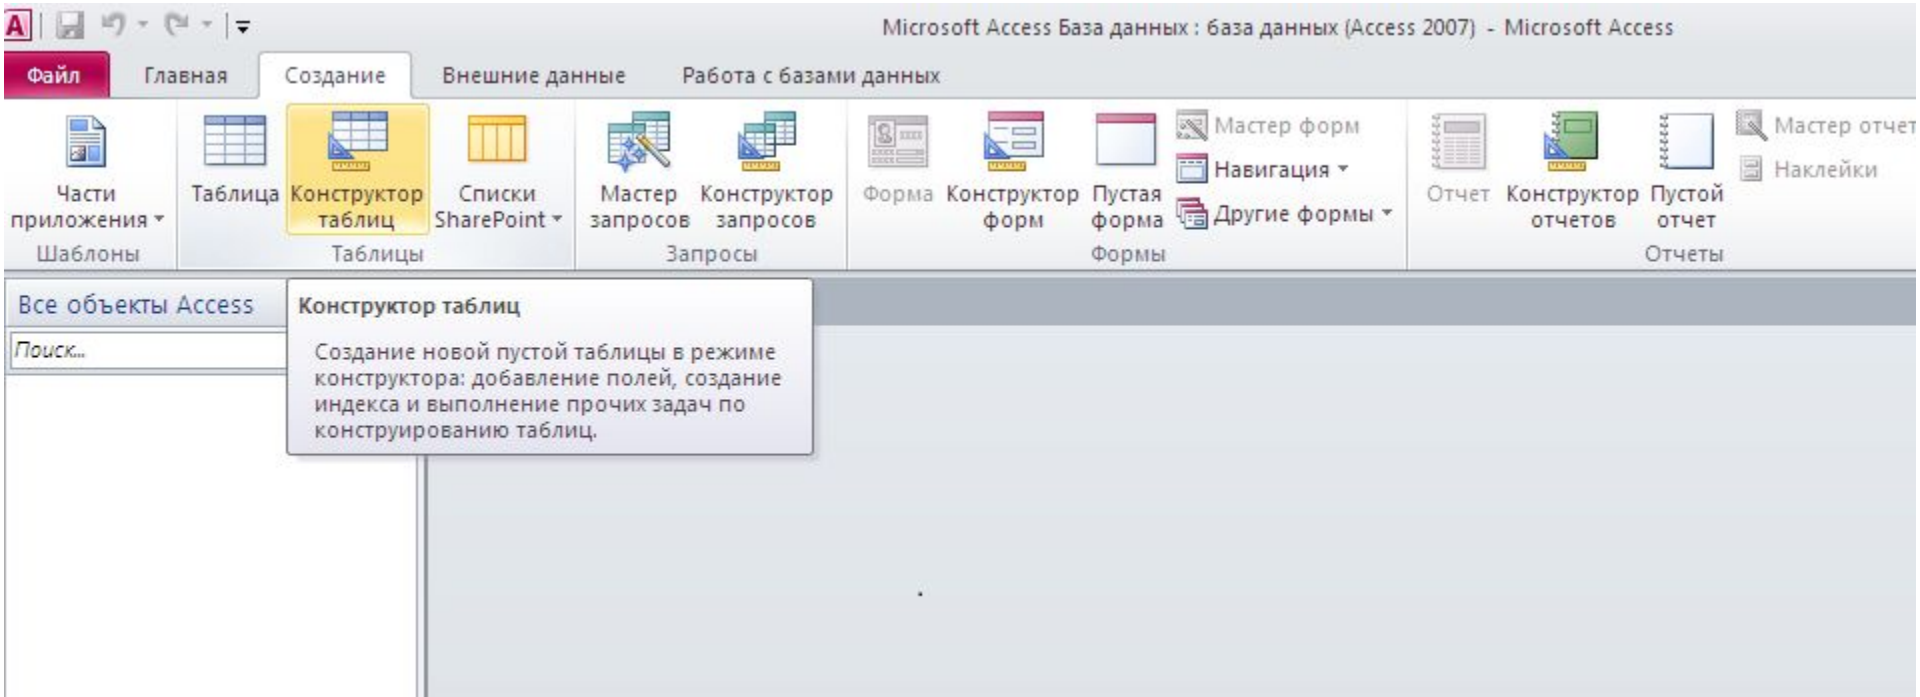 Microsoft Access База данных : база данных (Access 2007) - Microsoft Access
Файл Главная Создание Внешние данные Работа с базами данных
Части приложения
Таблица
Конструктор таблиц
Списки SharePoint
Мастер запросов
Конструктор запросов
Форма
Конструктор форм
Пустая форма
Мастер форм
Навигация
Другие формы
Отчет
Конструктор отчетов
Пустой отчет
Мастер отчет
Наклейки
Шаблоны Таблицы Запросы Формы Отчеты
Все объекты Access
Поиск...
Конструктор таблиц
Создание новой пустой таблицы в режиме
конструктора: добавление полей, создание
индекса и выполнение прочих задач по
конструированию таблиц.